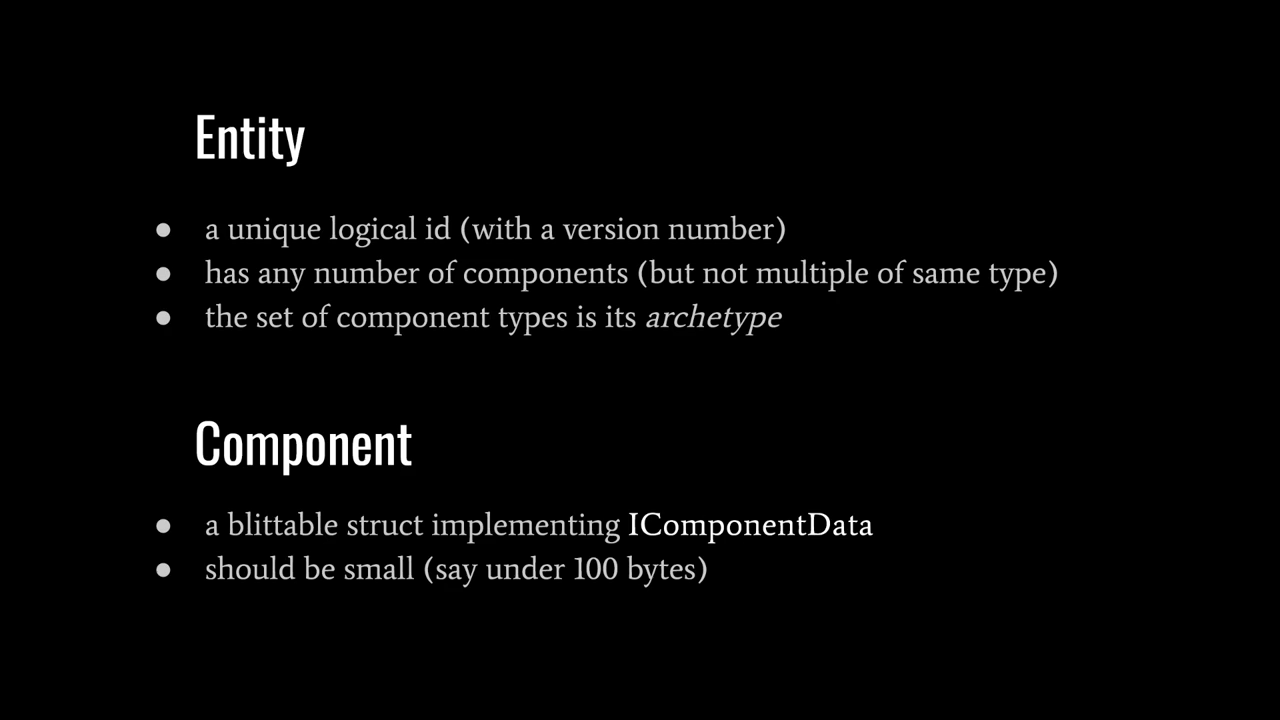 Entity
● a unique logical id (with a version number)
● has any number of components (but not multiple of same type)
● the set of component types is its archetype
Component
● a blittable struct implementing IComponentData
● should be small (say under 100 bytes)